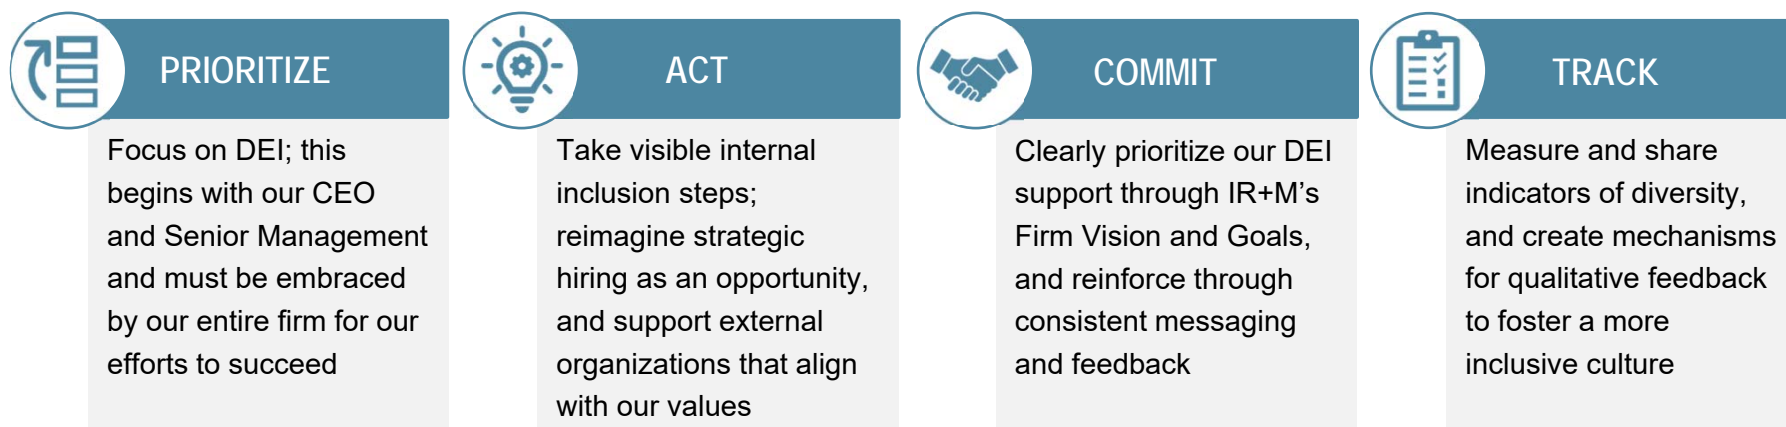 PRIORITIZE
Focus on DEI; this
begins with our CEO
and Senior Management
and must be embraced
by our entire firm for our
efforts to succeed
ACT
Take visible internal
inclusion steps;
reimagine strategic
hiring as an opportunity,
and support external
organizations that align
with our values
COMMIT
Clearly prioritize our DEI
support through IR+M’s
Firm Vision and Goals,
and reinforce through
consistent messaging
and feedback
TRACK
Measure and share
indicators of diversity,
and create mechanisms
for qualitative feedback
to foster a more
inclusive culture